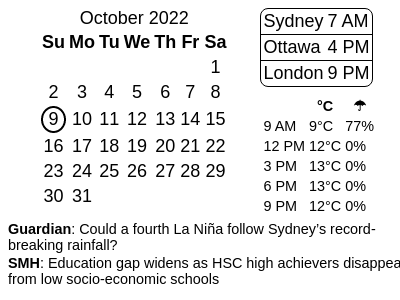 October 2022
Su Mo Tu We Th Fr Sa
1
2 3 4 5 6 7 8
9 10 11 12 13 14 15
16 17 18 19 20 21 22
23 24 25 26 27 28 29
30 31
Sydney 7 AM
Ottawa 4 PM
London 9 PM
°C ☂
9 AM 9°C 77%
12 PM 12°C 0%
3 PM 13°C 0%
6 PM 13°C 0%
9 PM 12°C 0%
Guardian: Could a fourth La Niña follow Sydney’s record-
breaking rainfall?
SMH: Education gap widens as HSC high achievers disappea
from low socio-economic schools